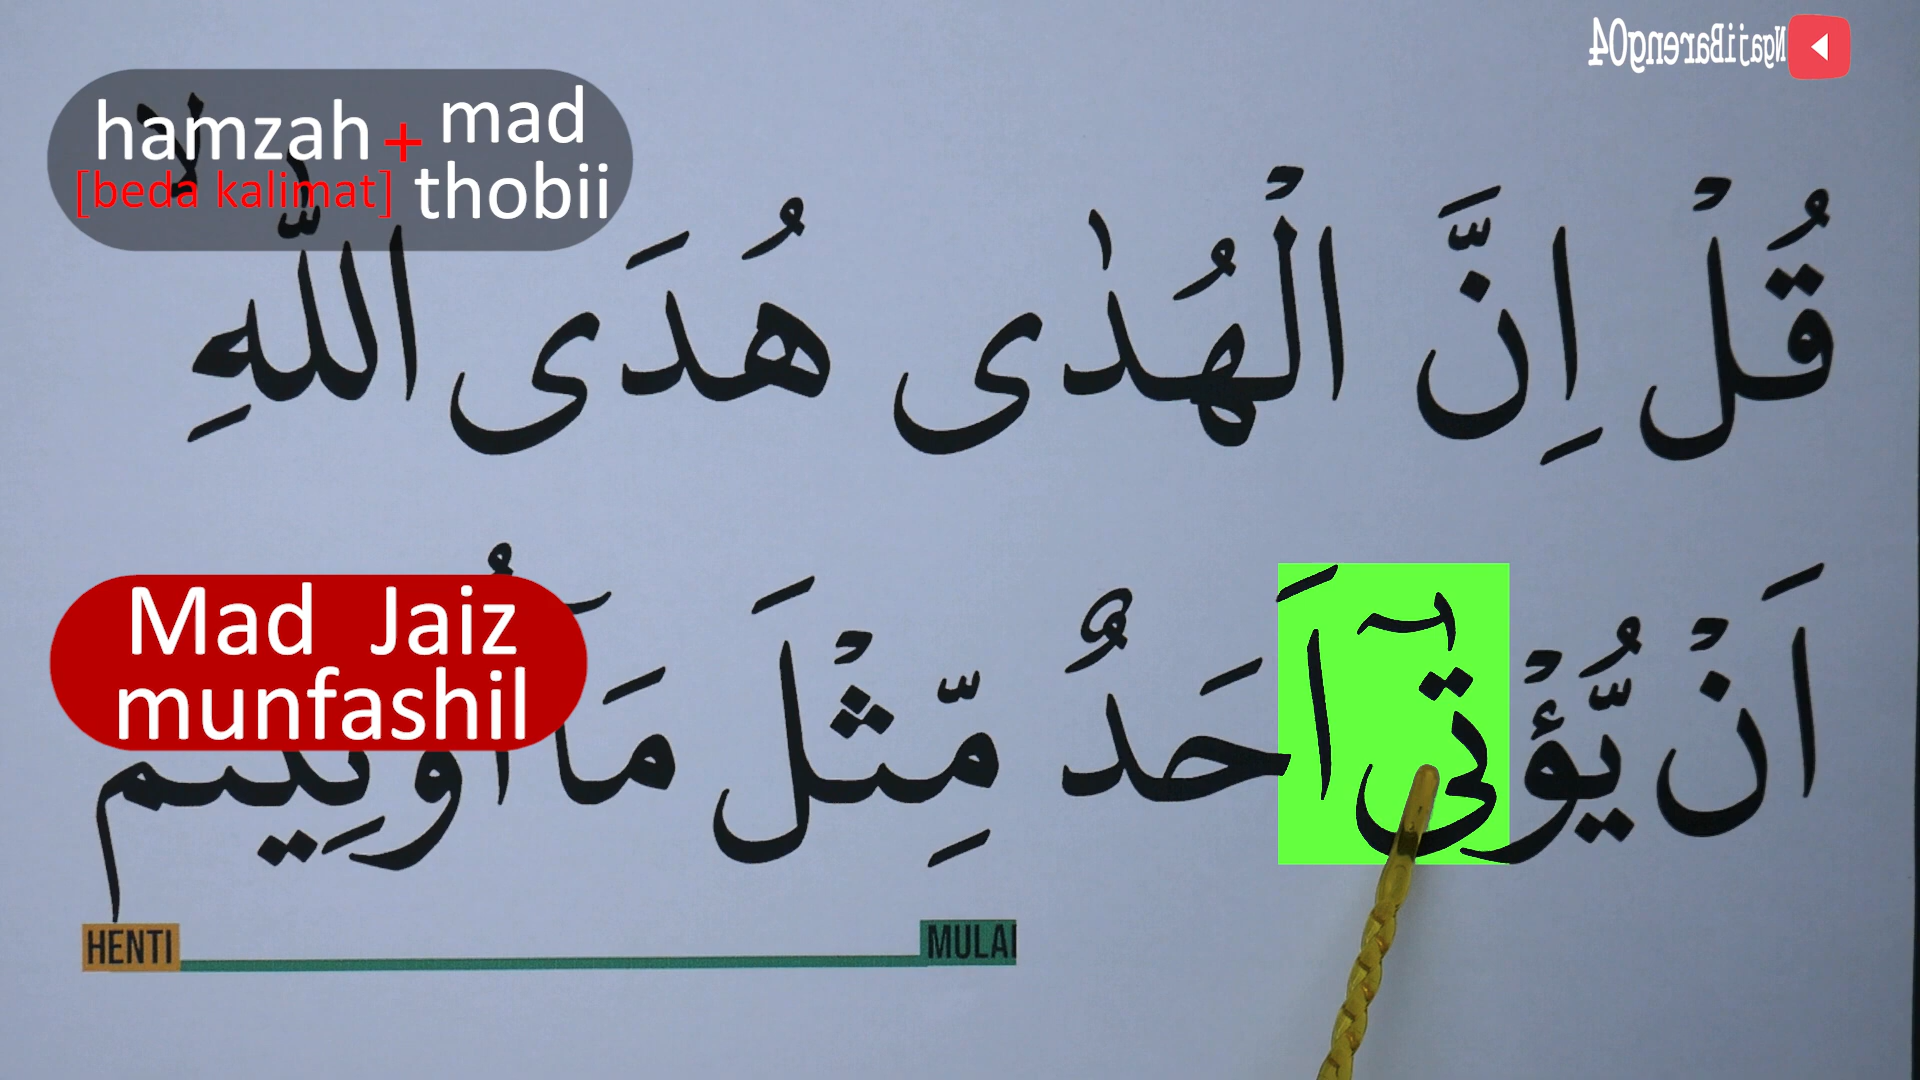 NgajiBareng04
hamzah + mad
[beda kalimat] thobii
قُلْ اِنَّ الْهُدٰى هُدَى اللّٰهِ ۙ
اَنْ يُّؤْتٰىٓ اَحَدٌ مِّثْلَ مَآ اُوْتِيْتُمْ
Mad Jaiz
munfashil
HENTI MULAI